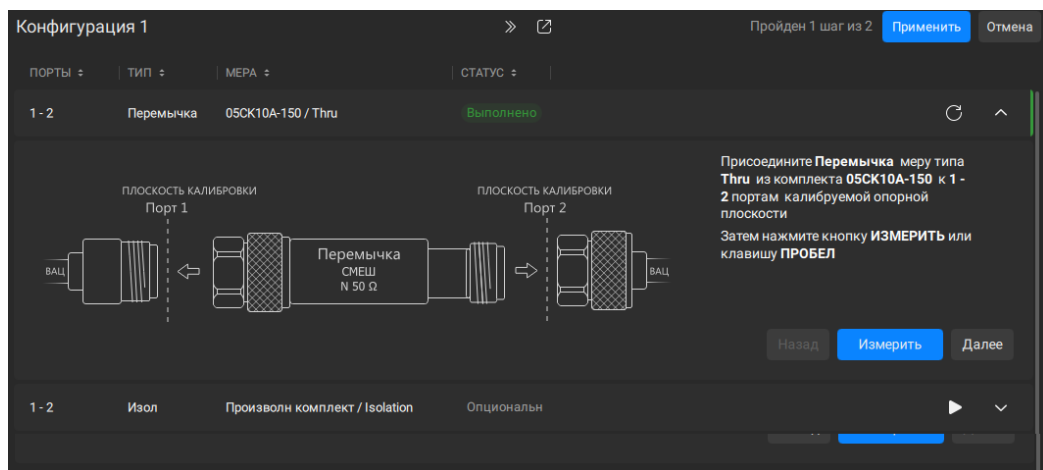 Конфигурация 1
Пройден 1 шаг из 2 Применить Отмена
ПОРТЫ ТИП МЕРА СТАТУС
1 - 2 Перемычка 05CK10A-150 / Thru Выполнено
Присоедините Перемычка меру типа
Thru из комплекта 05CK10A-150 к 1 -
2 портам калибруемой опорной
плоскости
Затем нажмите кнопку ИЗМЕРИТЬ или
клавишу ПРОБЕЛ
ПЛОСКОСТЬ КАЛИБРОВКИ
Порт 1
ПЛОСКОСТЬ КАЛИБРОВКИ
Порт 2
ВАЦ
Перемычка
СМЕШ
N 50 Ω
ВАЦ
Назад Измерить Далее
1 - 2 Изол Произволн комплект / Isolation Опциональн